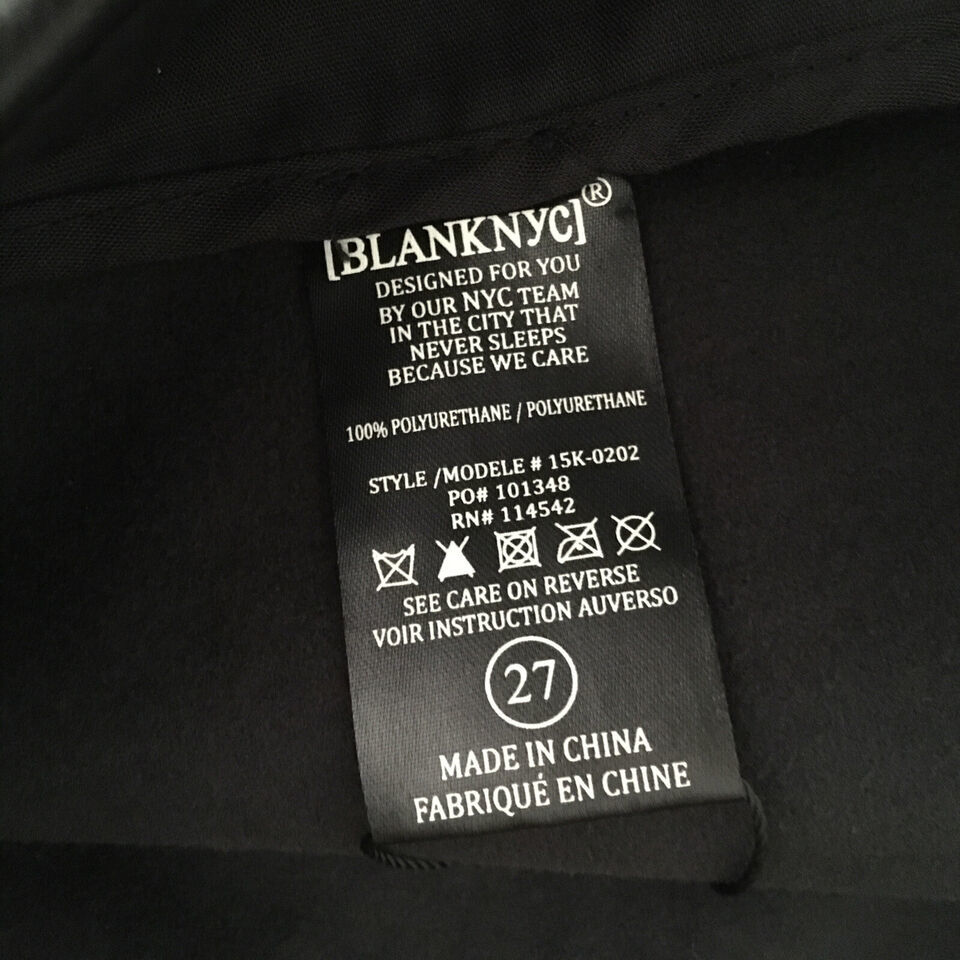 [BLANKNYC]®
DESIGNED FOR YOU
BY OUR NYC TEAM
IN THE CITY THAT
NEVER SLEEPS
BECAUSE WE CARE
100% POLYURETHANE / POLYURETHANE
STYLE /MODELE # 15K-0202
PO# 101348
RN# 114542
SEE CARE ON REVERSE
VOIR INSTRUCTION AUVERSO
27
MADE IN CHINA
FABRIQUÉ EN CHINE